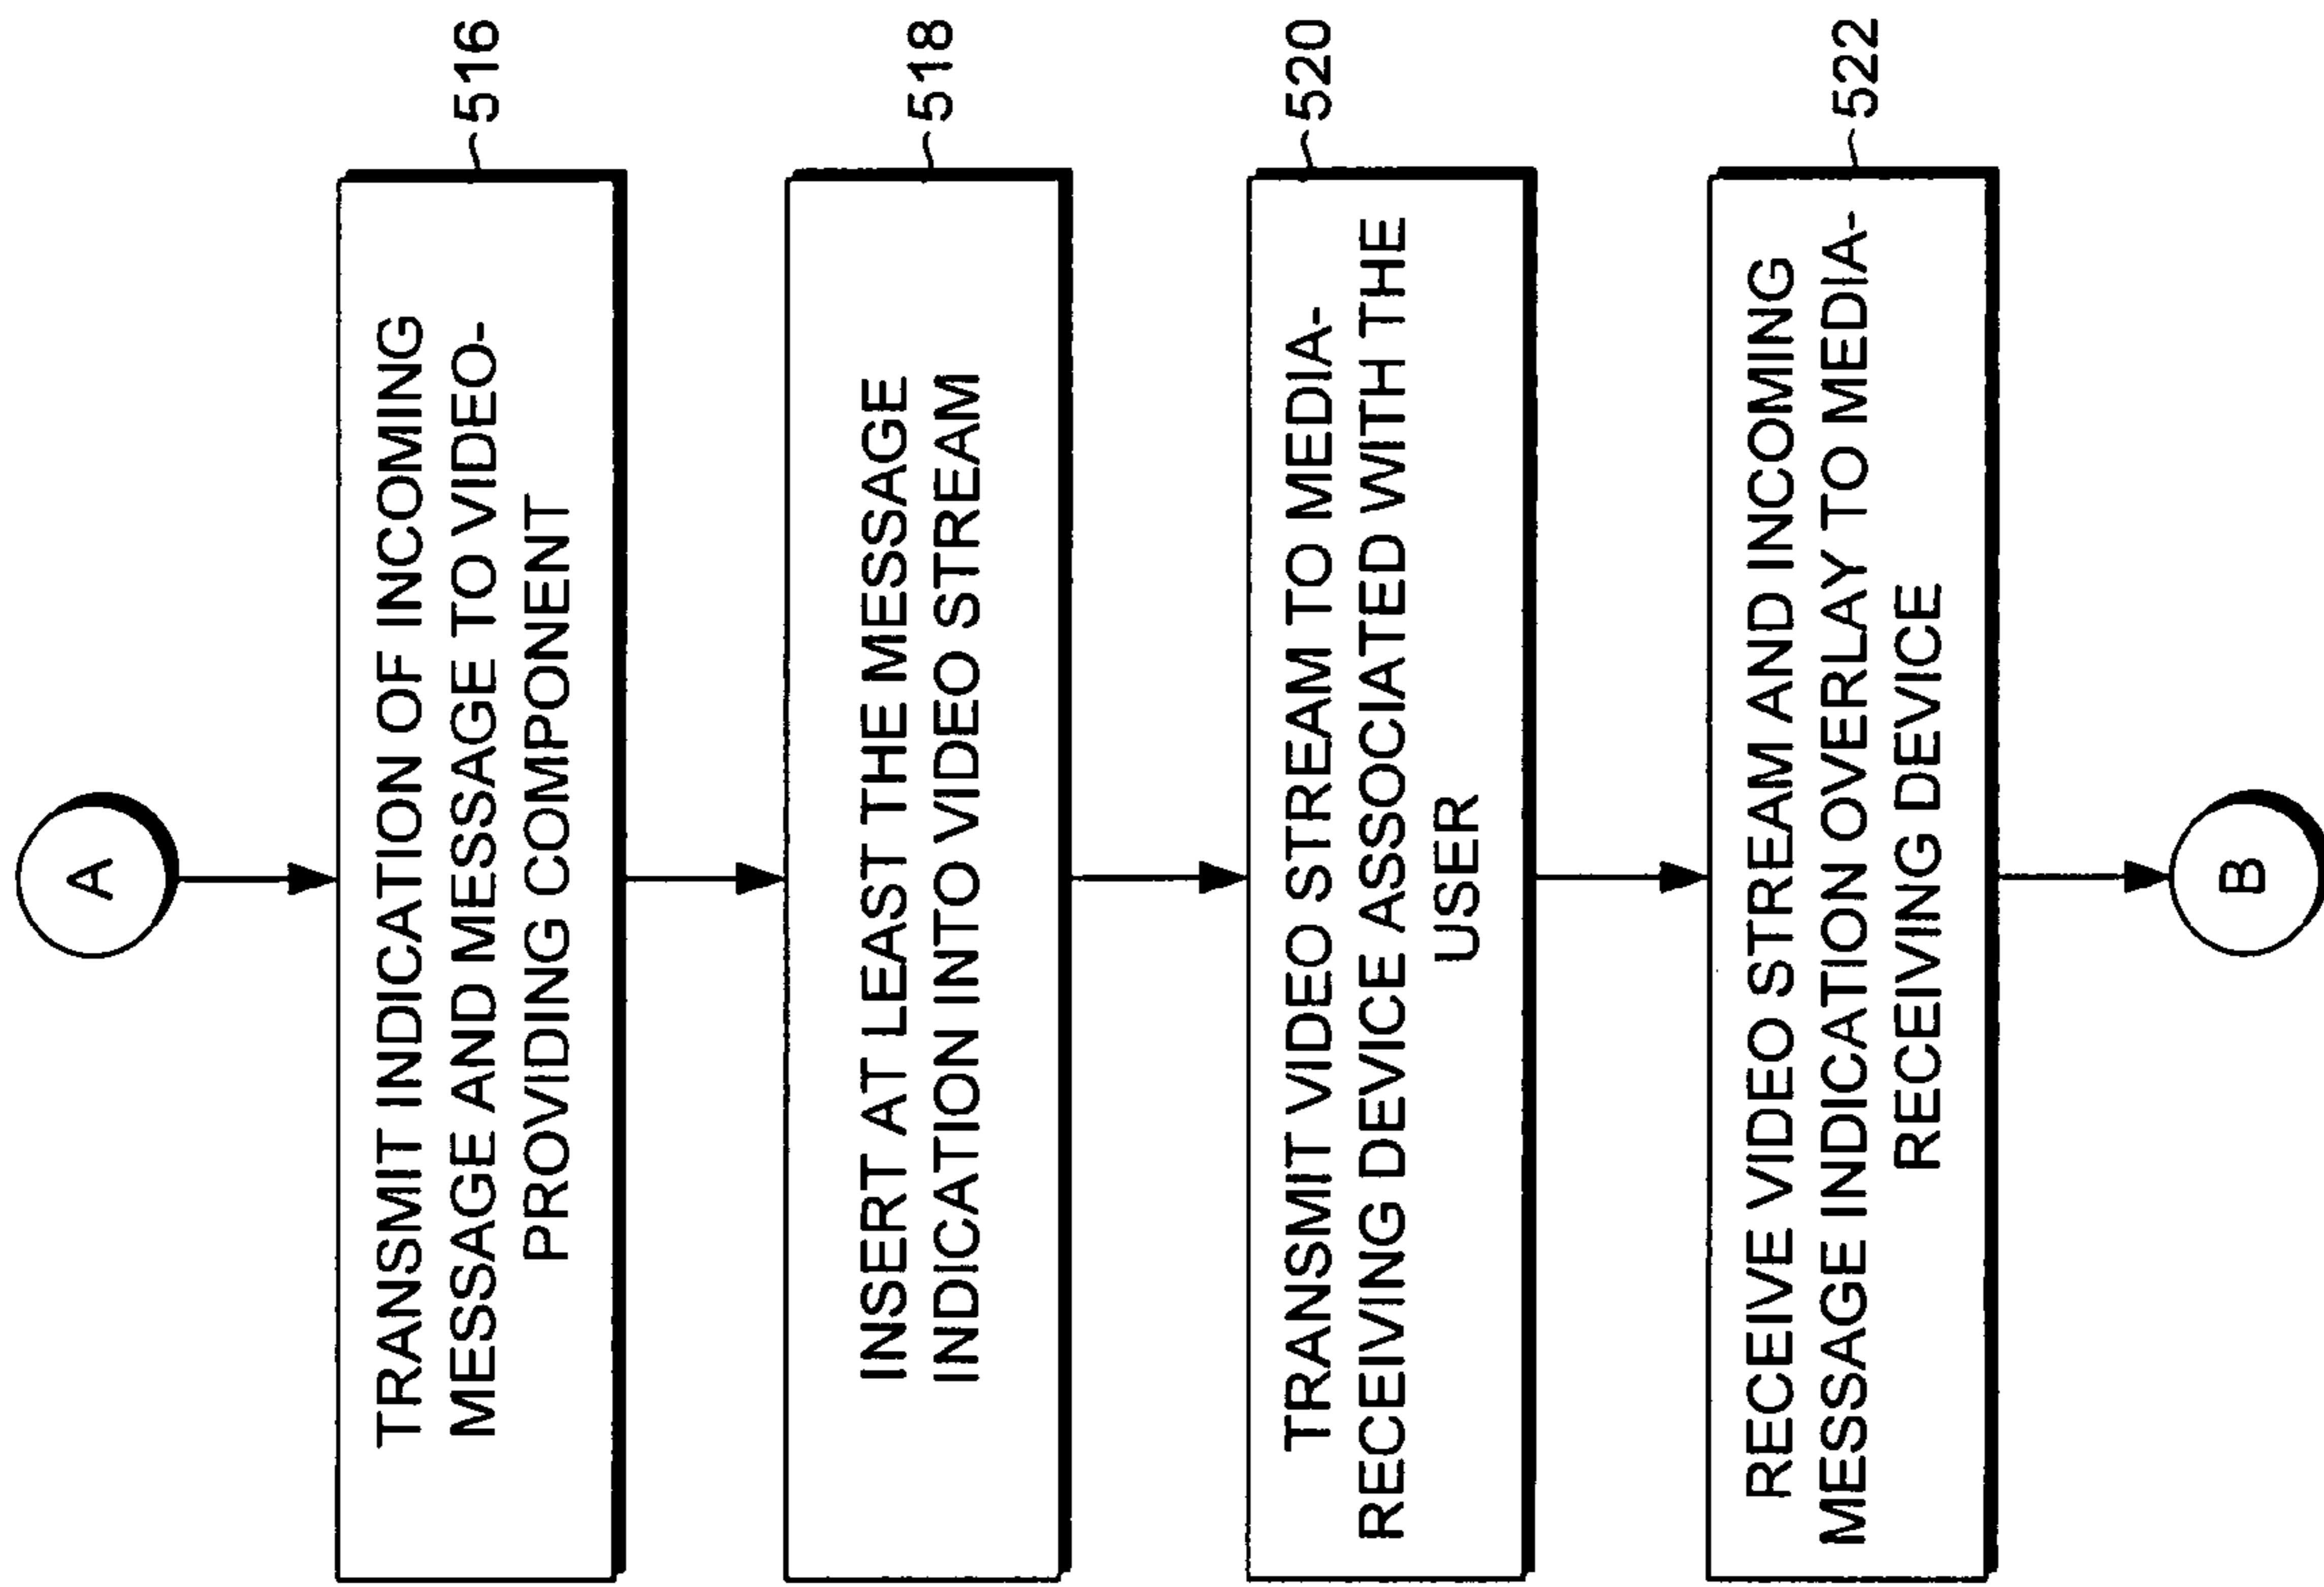 A
TRANSMIT INDICATION OF INCOMING
MESSAGE AND MESSAGE TO VIDEO-
PROVIDING COMPONENT
516
INSERT AT LEAST THE MESSAGE
INDICATION INTO VIDEO STREAM
518
TRANSMIT VIDEO STREAM TO MEDIA-
RECEIVING DEVICE ASSOCIATED WITH THE
USER
520
RECEIVE VIDEO STREAM AND INCOMING
MESSAGE INDICATION OVERLAY TO MEDIA-
RECEIVING DEVICE
522
B